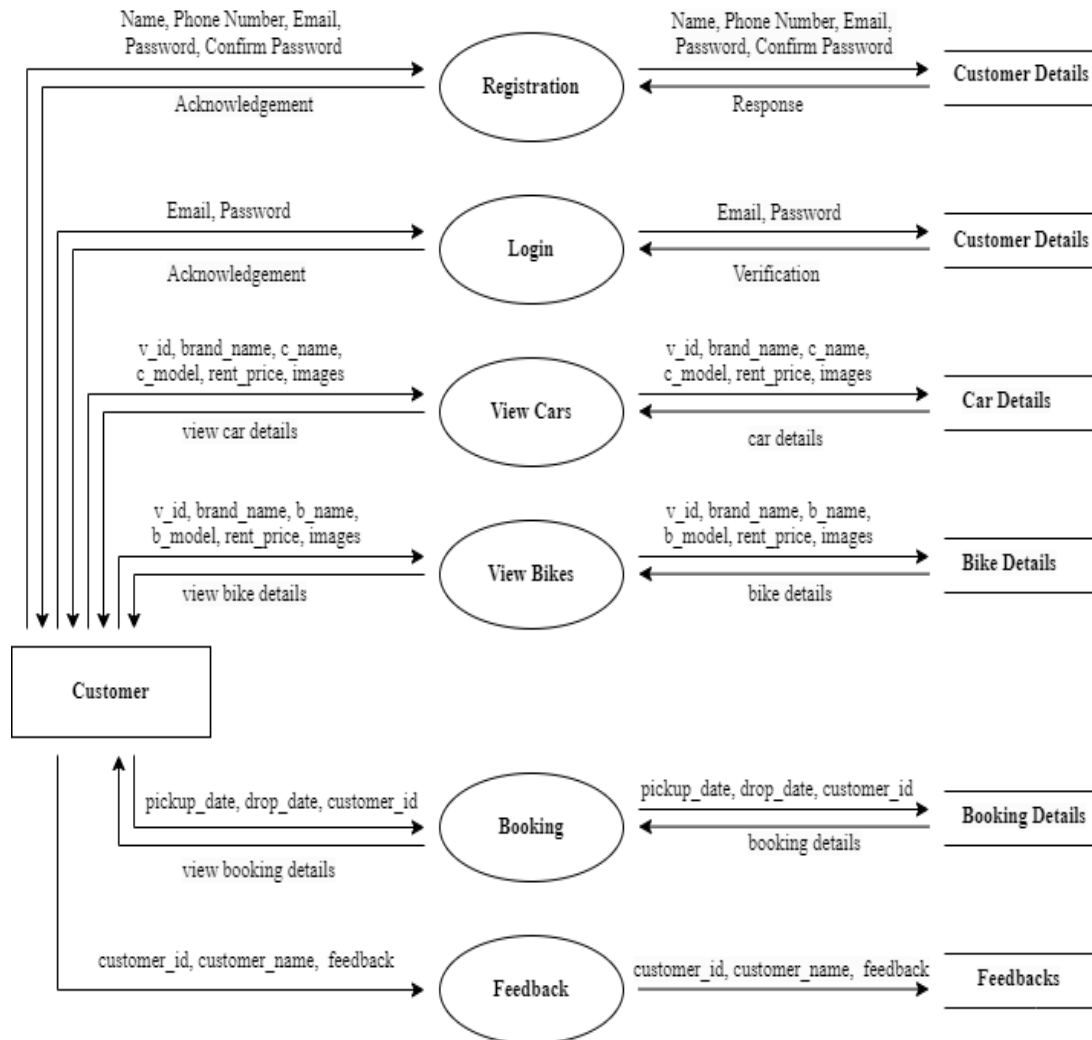 Name, Phone Number, Email,
Password, Confirm Password
Registration
Name, Phone Number, Email,
Password, Confirm Password
Customer Details
Acknowledgement
Response
Email, Password
Login
Email, Password
Customer Details
Acknowledgement
Verification
v_id, brand_name, c_name,
c_model, rent_price, images
View Cars
v_id, brand_name, c_name,
c_model, rent_price, images
Car Details
view car details
car details
v_id, brand_name, b_name,
b_model, rent_price, images
View Bikes
v_id, brand_name, b_name,
b_model, rent_price, images
Bike Details
view bike details
bike details
Customer
pickup_date, drop_date, customer_id
Booking
pickup_date, drop_date, customer_id
Booking Details
view booking details
booking details
customer_id, customer_name, feedback
Feedback
customer_id, customer_name, feedback
Feedbacks